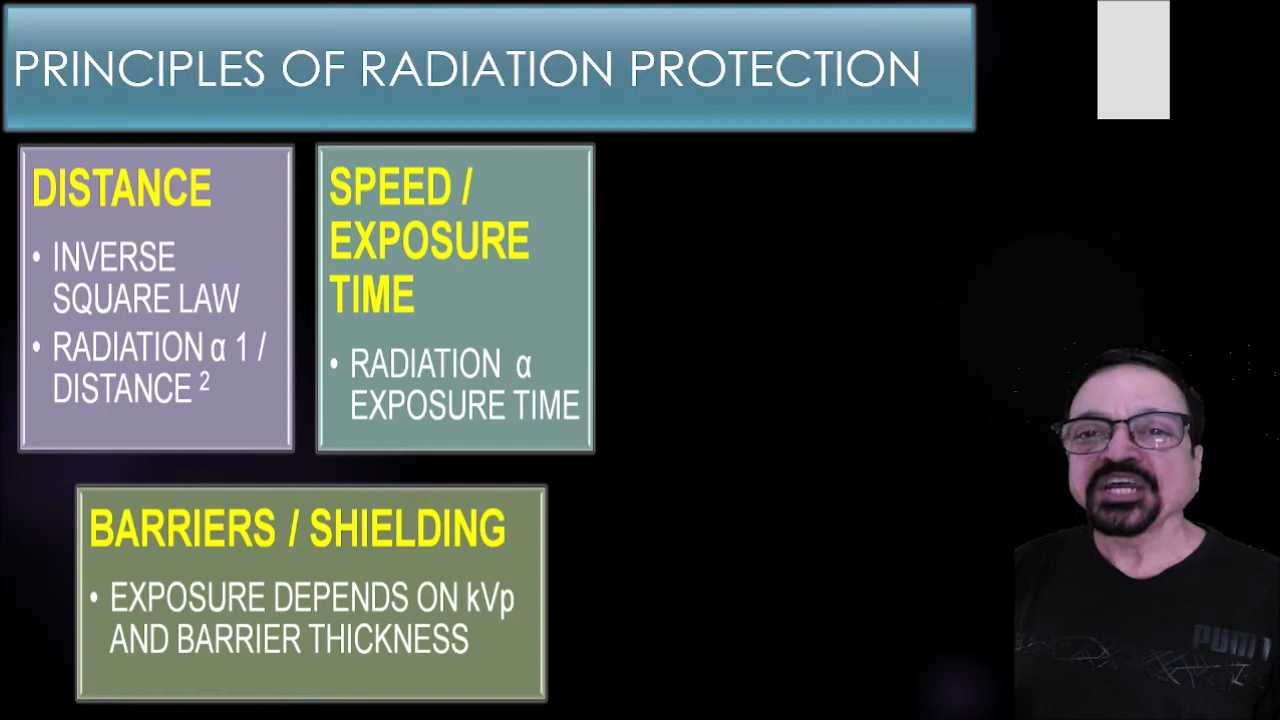 PRINCIPLES OF RADIATION PROTECTION
DISTANCE
• INVERSE
SQUARE LAW
• RADIATION α 1 /
DISTANCE ²
SPEED /
EXPOSURE
TIME
• RADIATION α
EXPOSURE TIME
BARRIERS / SHIELDING
• EXPOSURE DEPENDS ON kVp
AND BARRIER THICKNESS